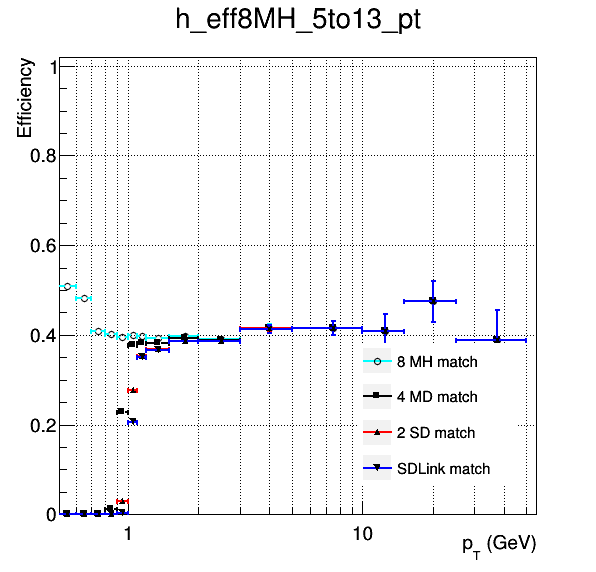 h_eff8MH_5to13_pt
Efficiency
1
0.8
0.6
0.4
0.2
0
8 MH match
4 MD match
2 SD match
SDLink match
1
10
p_T (GeV)